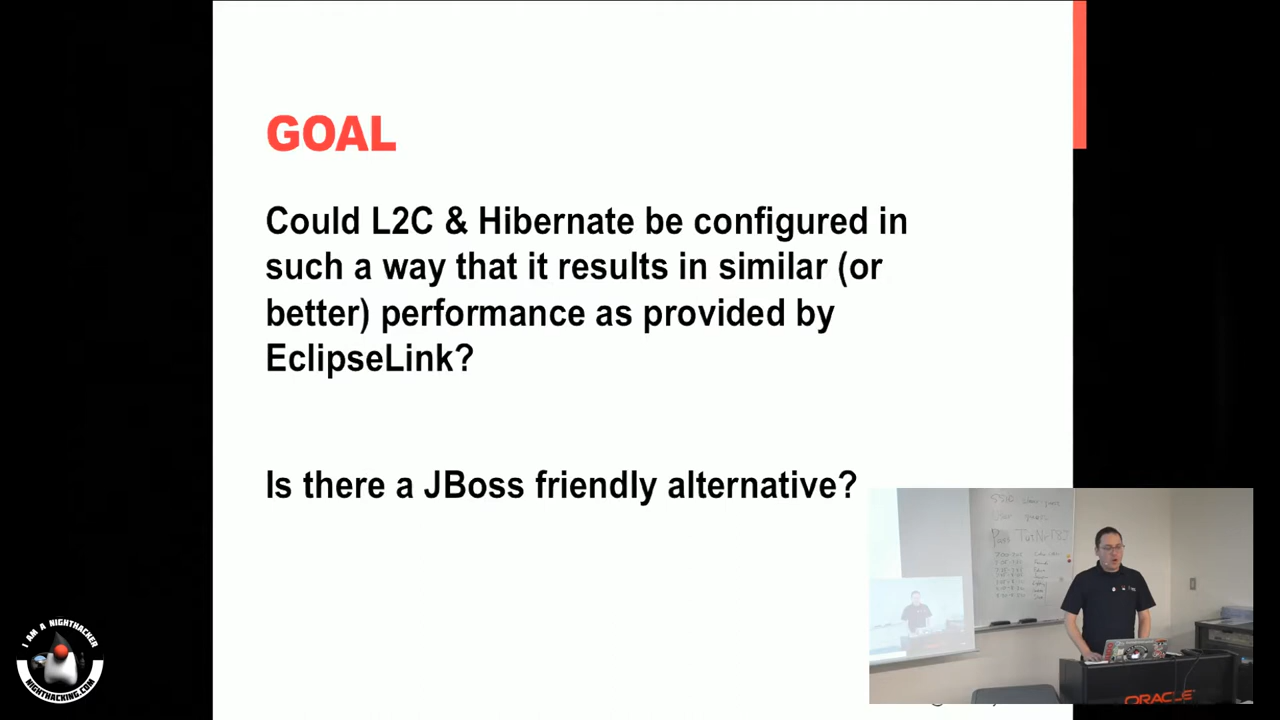 GOAL
Could L2C & Hibernate be configured in
such a way that it results in similar (or
better) performance as provided by
EclipseLink?
Is there a JBoss friendly alternative?
I AM A NIGHTHACKER
NIGHTHACKING.COM
ORACLE